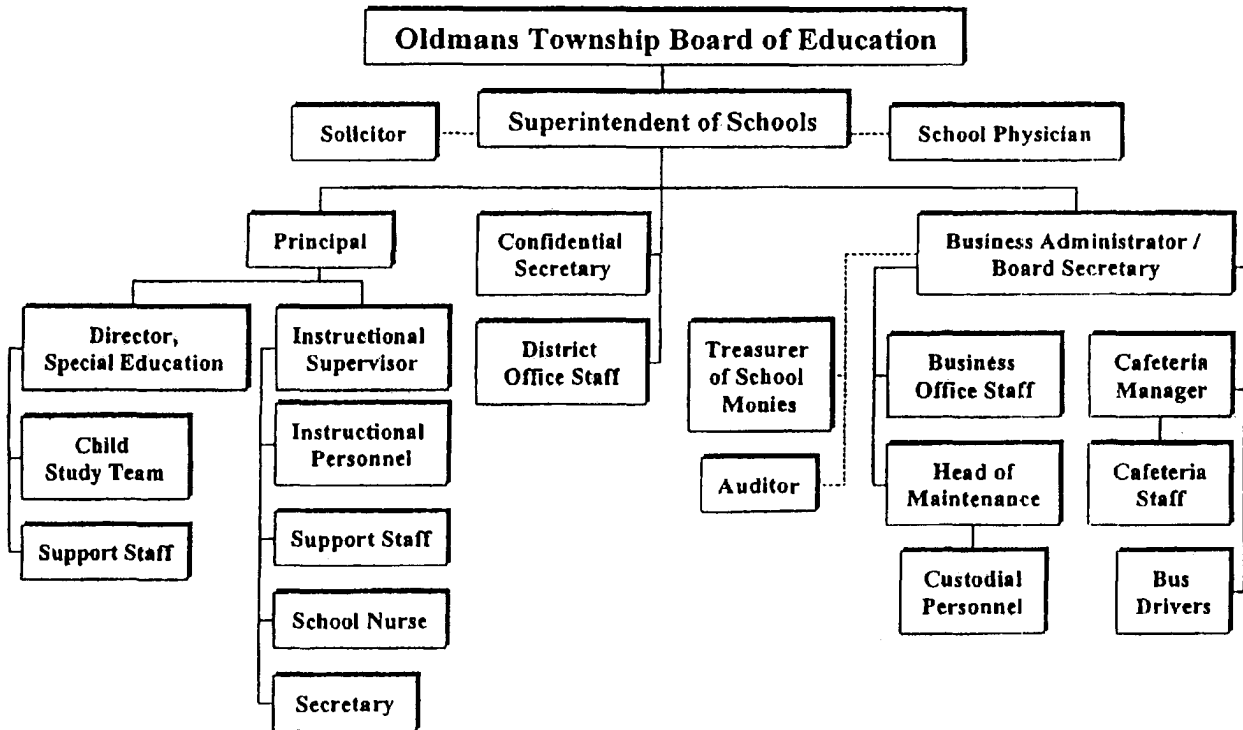 Oldmans Township Board of Education
Solicitor
Superintendent of Schools
School Physician
Principal
Confidential
Secretary
Business Administrator /
Board Secretary
Director,
Special Education
Instructional
Supervisor
District
Office Staff
Treasurer
of School
Monies
Business
Office Staff
Cafeteria
Manager
Child
Study Team
Instructional
Personnel
Auditor
Head of
Maintenance
Cafeteria
Staff
Support Staff
Support Staff
Custodial
Personnel
Bus
Drivers
School Nurse
Secretary